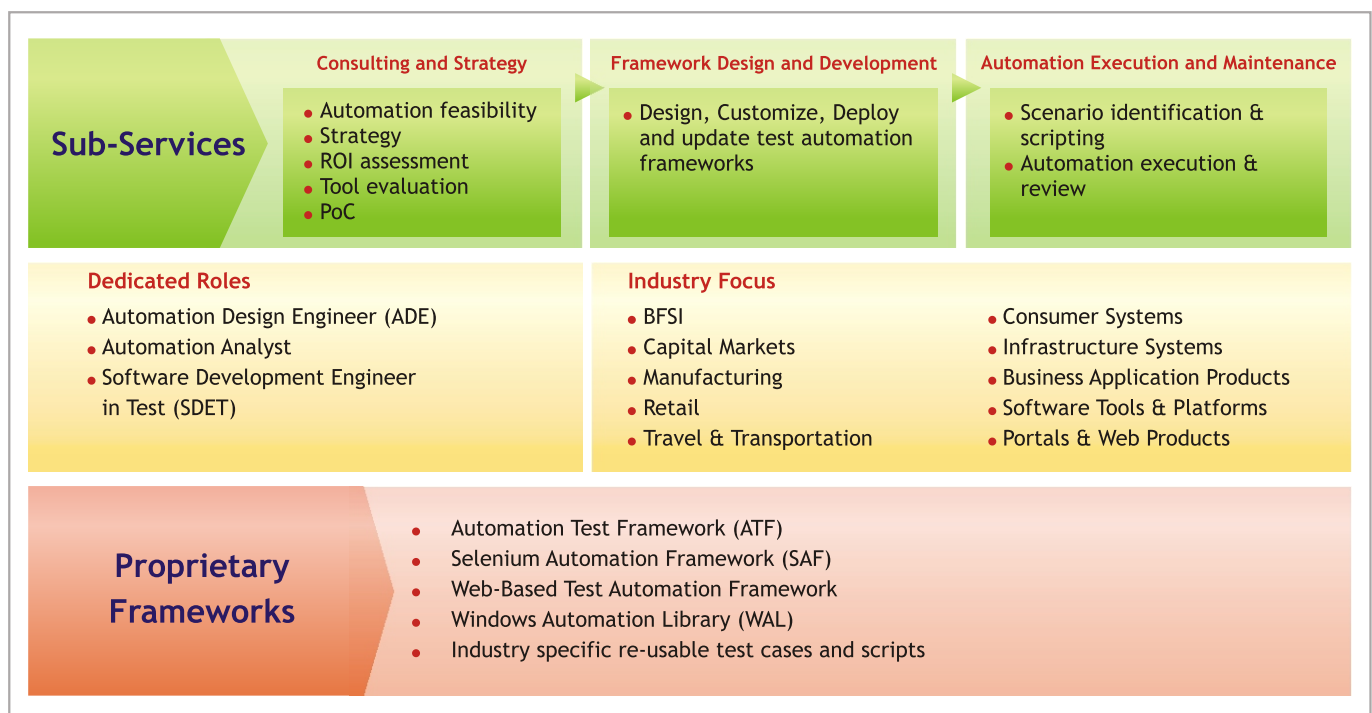 Sub-Services
Consulting and Strategy
• Automation feasibility
• Strategy
• ROI assessment
• Tool evaluation
• PoC
Framework Design and Development
• Design, Customize, Deploy
and update test automation
frameworks
Automation Execution and Maintenance
• Scenario identification &
scripting
• Automation execution &
review
Dedicated Roles
• Automation Design Engineer (ADE)
• Automation Analyst
• Software Development Engineer
in Test (SDET)
Industry Focus
• BFSI
• Capital Markets
• Manufacturing
• Retail
• Travel & Transportation
• Consumer Systems
• Infrastructure Systems
• Business Application Products
• Software Tools & Platforms
• Portals & Web Products
Proprietary
Frameworks
• Automation Test Framework (ATF)
• Selenium Automation Framework (SAF)
• Web-Based Test Automation Framework
• Windows Automation Library (WAL)
• Industry specific re-usable test cases and scripts